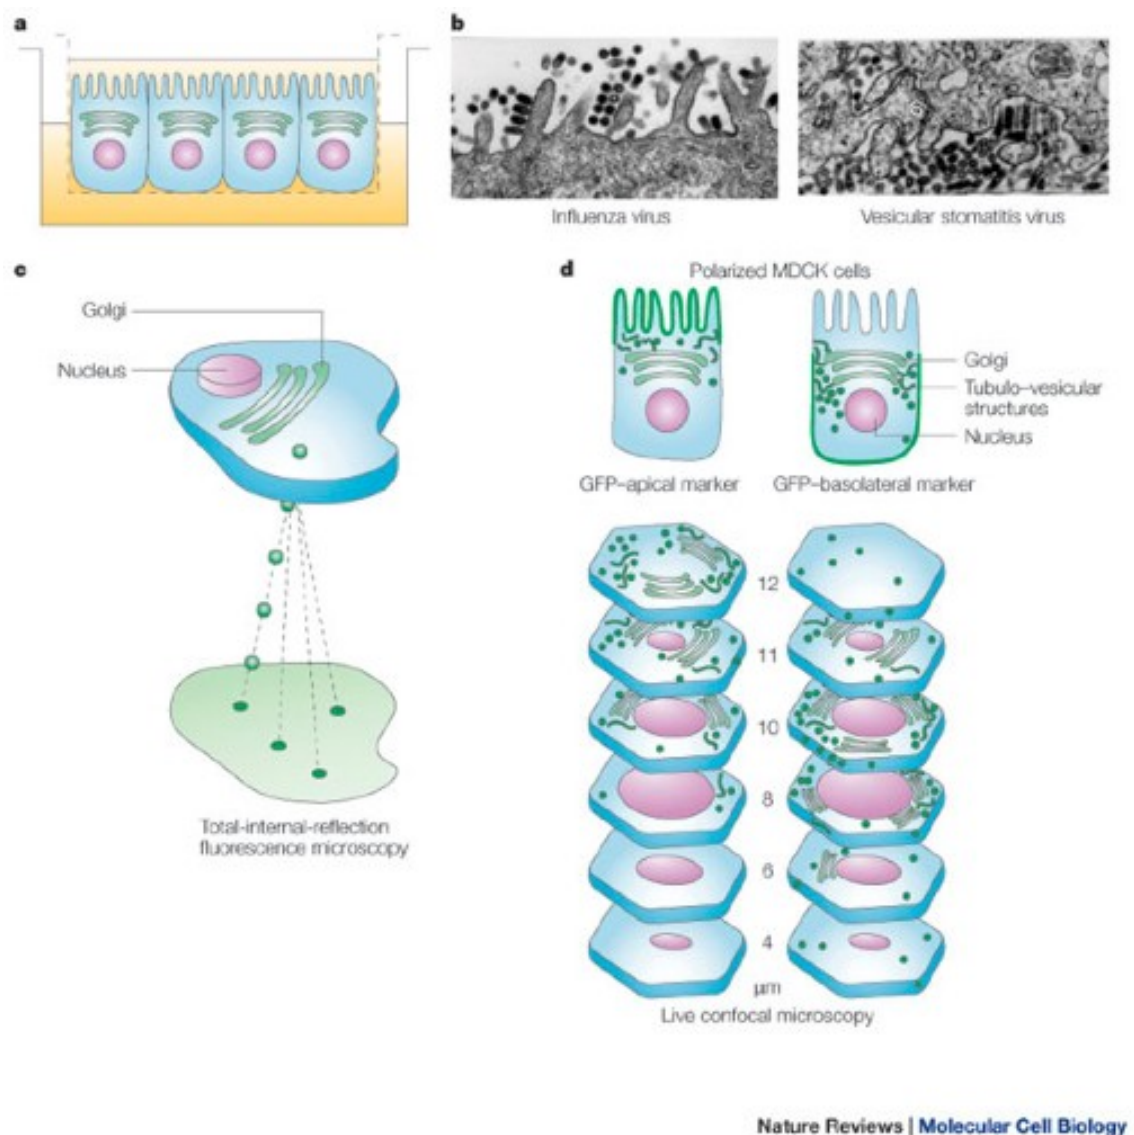 a
b
Influenza virus
Vesicular stomatitis virus
c
Golgi
Nucleus
Total-internal-reflection
fluorescence microscopy
d
Polarized MDCK cells
Golgi
Tubulo-vesicular
structures
Nucleus
GFP-apical marker
GFP-basolateral marker
12
11
10
8
6
4
µm
Live confocal microscopy
Nature Reviews | Molecular Cell Biology